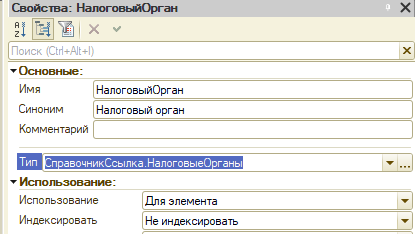 Свойства: НалоговыйОрган
Поиск (Ctrl+Alt+I)
Основные:
Имя НалоговыйОрган
Синоним Налоговый орган
Комментарий
Тип СправочникСсылка.НалоговыеОрганы
Использование:
Использование Для элемента
Индексировать Не индексировать